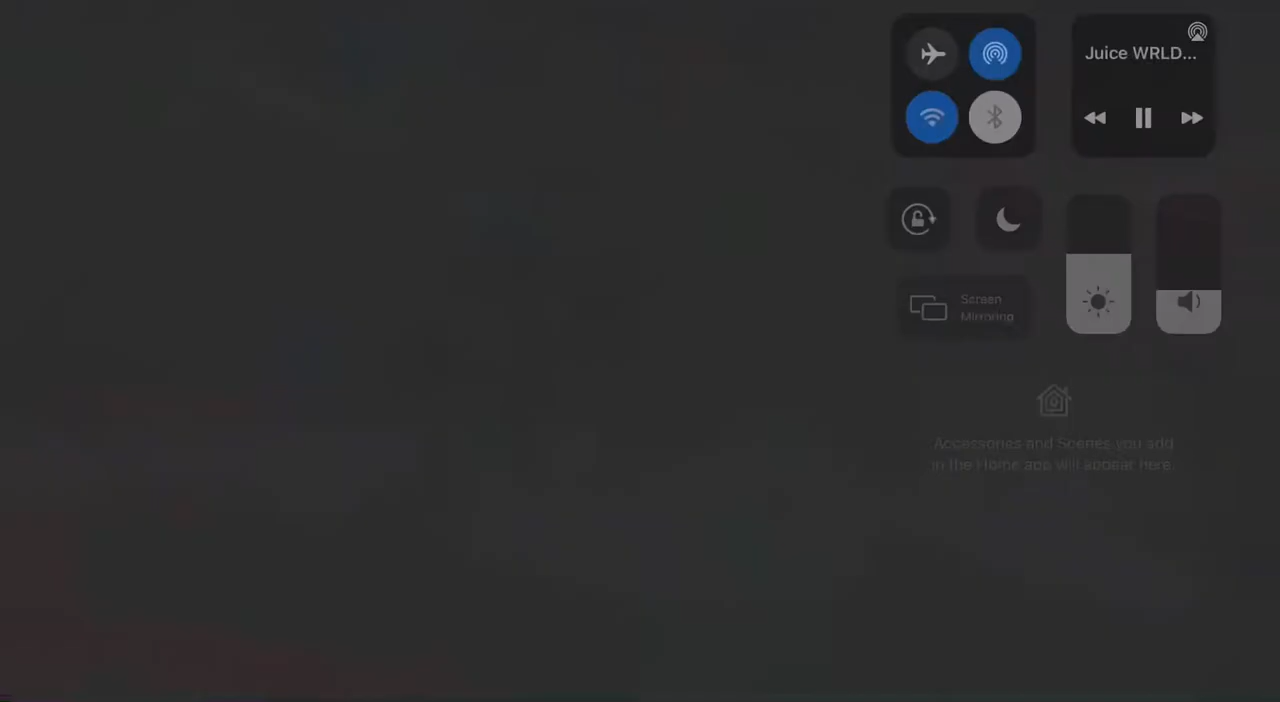 Juice WRLD...
Screen
Mirroring
Accessories and Scenes you add
in the Home app will appear here.